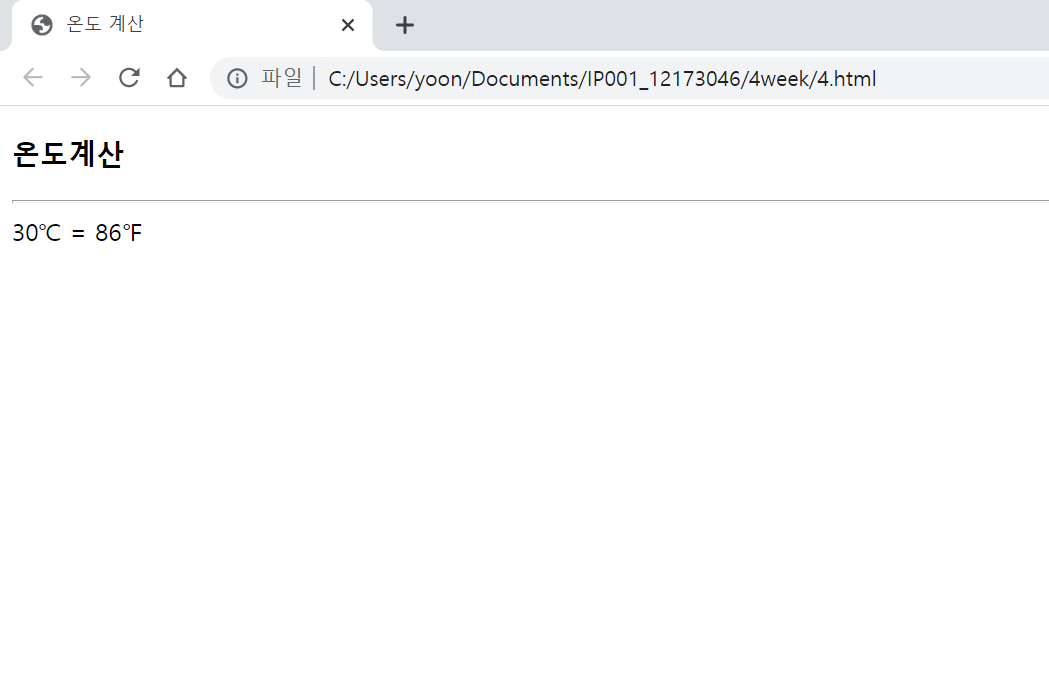 온도 계산
파일 C:/Users/yoon/Documents/IP001_12173046/4week/4.html
온도계산
30℃ = 86℉